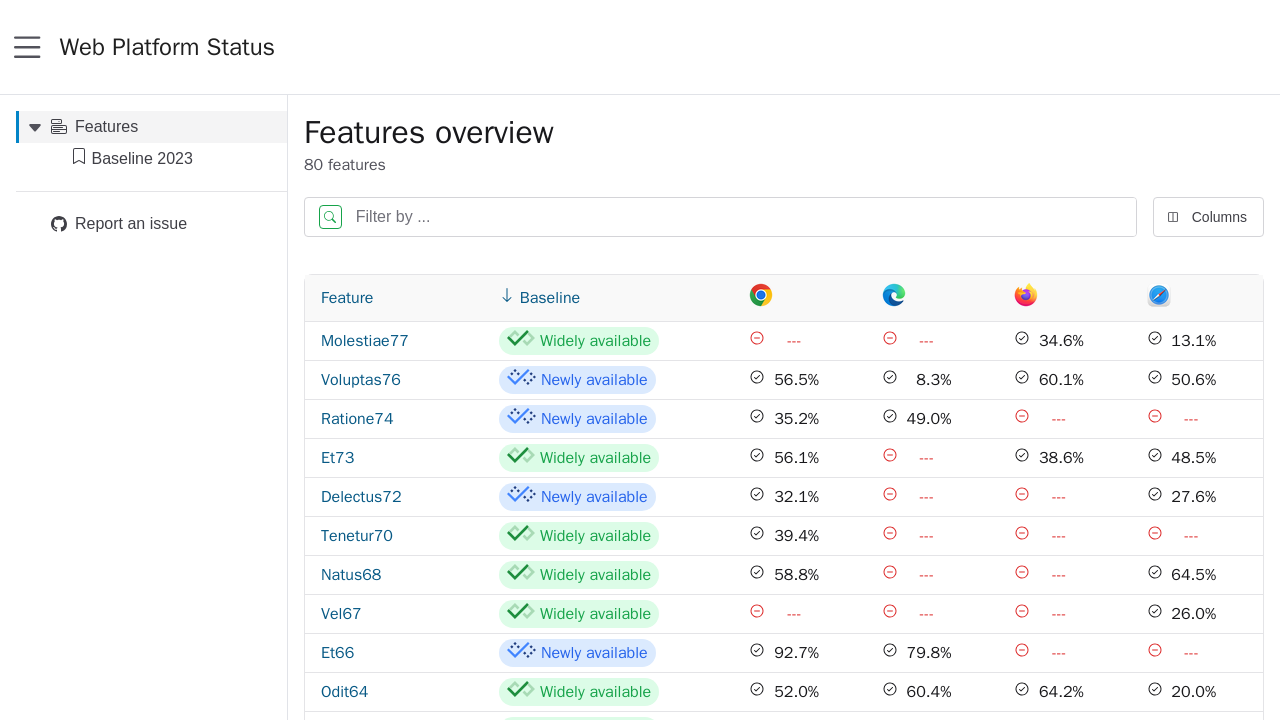 Web Platform Status
Features
Baseline 2023
Report an issue
Features overview
80 features
Filter by ...
Columns
Feature Baseline
Molestiae77 Widely available --- --- 34.6% 13.1%
Voluptas76 Newly available 56.5% 8.3% 60.1% 50.6%
Ratione74 Newly available 35.2% 49.0% --- ---
Et73 Widely available 56.1% --- 38.6% 48.5%
Delectus72 Newly available 32.1% --- --- 27.6%
Tenetur70 Widely available 39.4% --- --- ---
Natus68 Widely available 58.8% --- --- 64.5%
Vel67 Widely available --- --- --- 26.0%
Et66 Newly available 92.7% 79.8% --- ---
Odit64 Widely available 52.0% 60.4% 64.2% 20.0%